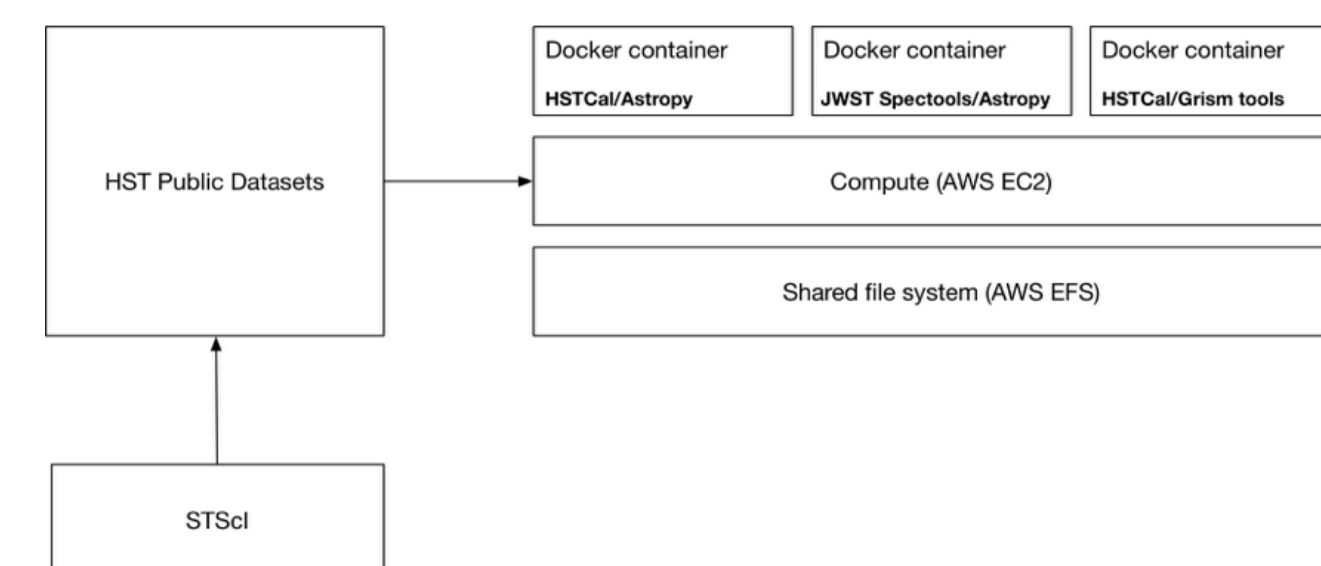 Docker container
HSTCal/Astropy
Docker container
JWST Spectools/Astropy
Docker container
HSTCal/Grism tools
HST Public Datasets
Compute (AWS EC2)
Shared file system (AWS EFS)
STScI